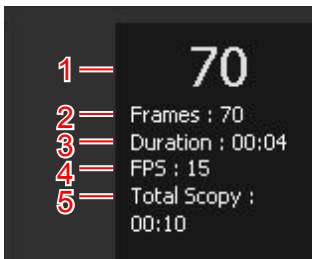 1 — 70
2 — Frames : 70
3 — Duration : 00:04
4 — FPS : 15
5 — Total Scopy :
00:10